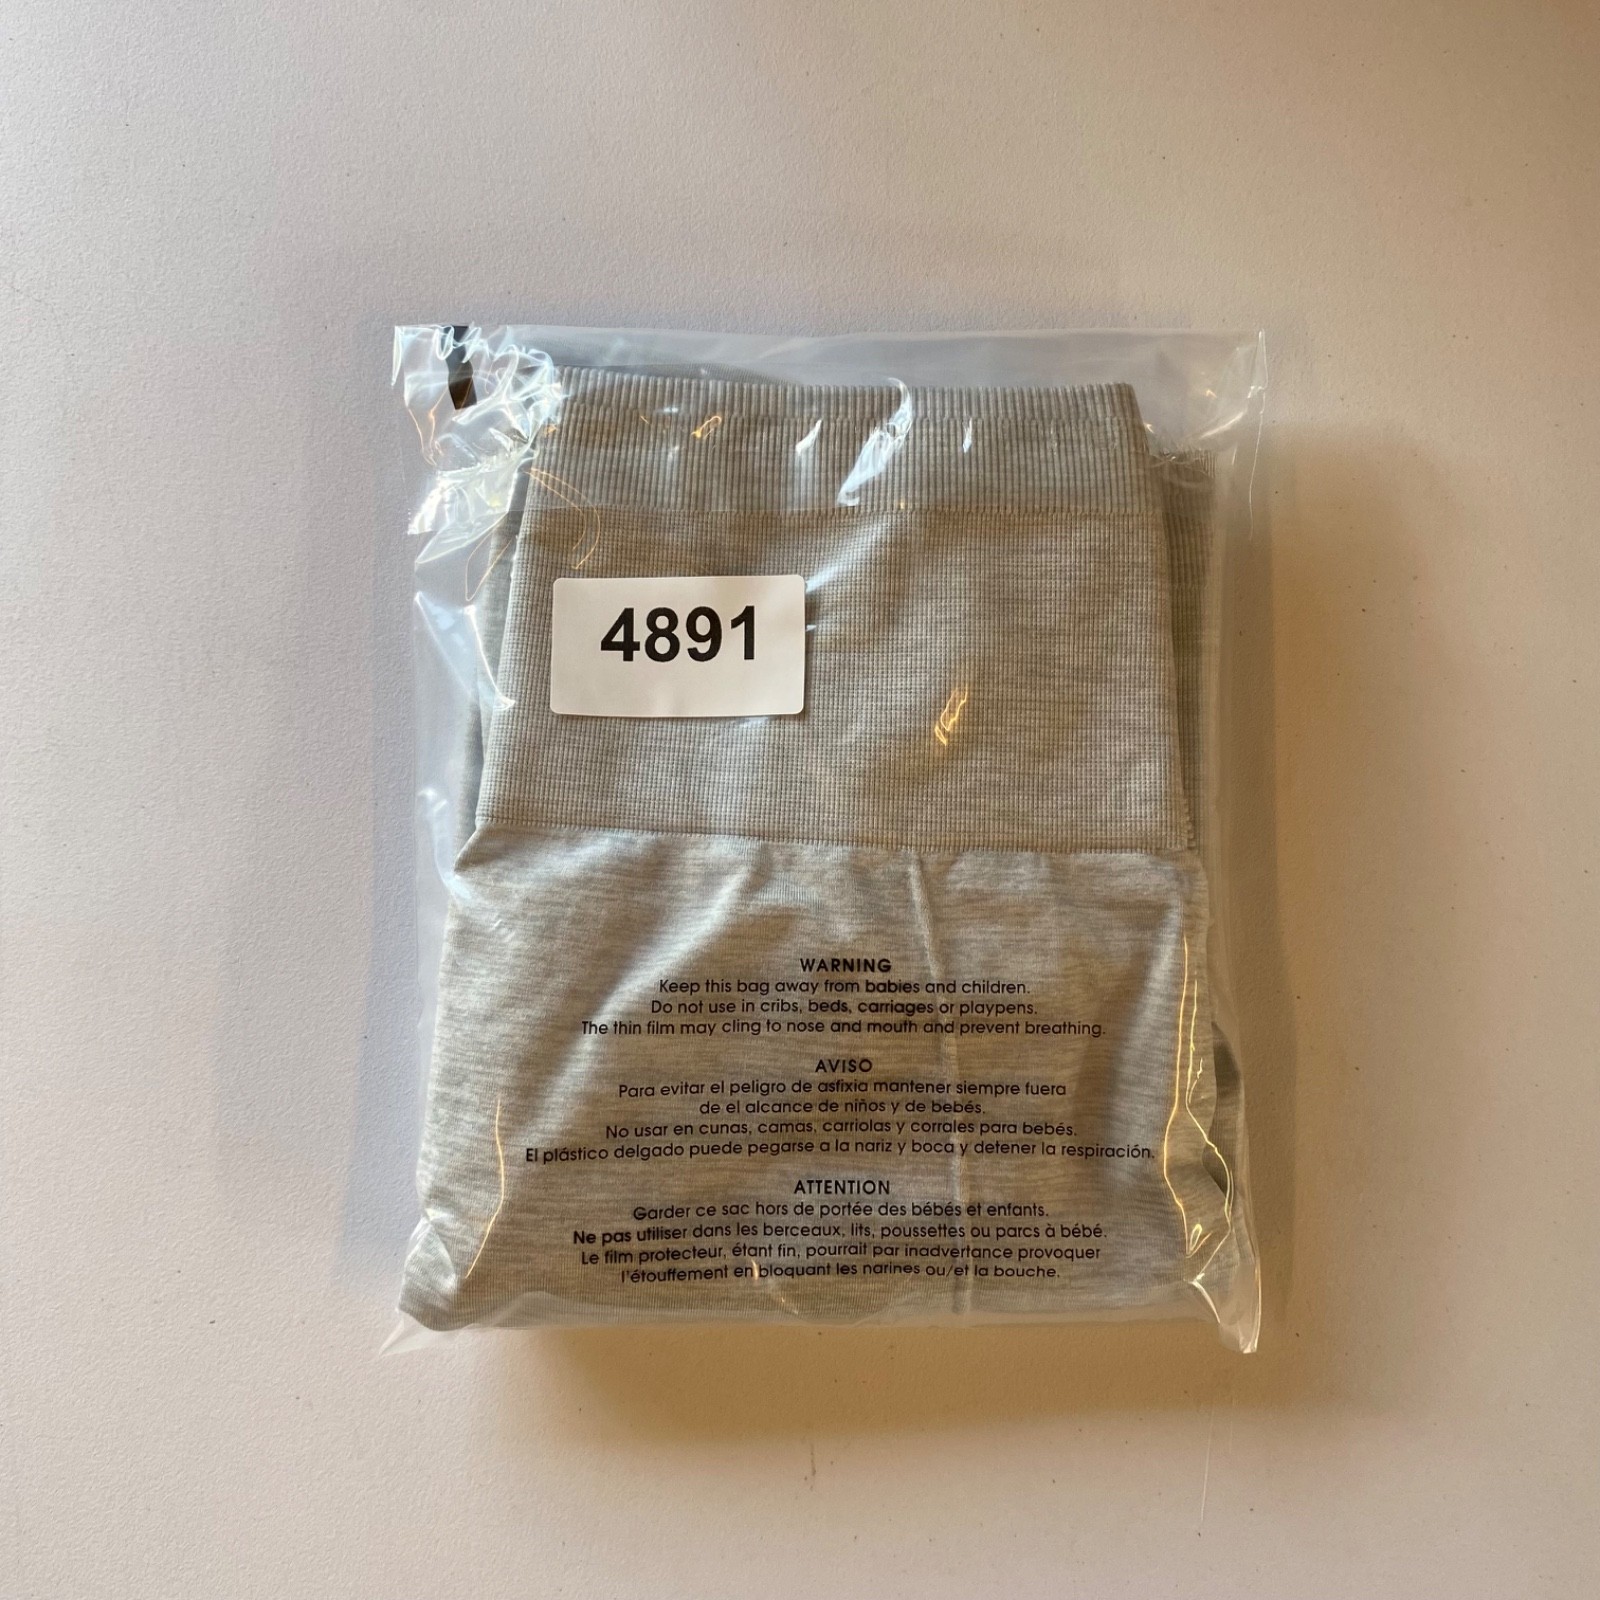 4891
WARNING
Keep this bag away from babies and children.
Do not use in cribs, beds, carriages or playpens.
The thin film may cling to nose and mouth and prevent breathing.
AVISO
Para evitar el peligro de asfixia mantener siempre fuera
de el alcance de niños y de bebés.
No usar en cunas, camas, carriolas y corrales para bebés.
El plástico delgado puede pegarse a la nariz y boca y detener la respiración.
ATTENTION
Garder ce sac hors de portée des bébés et enfants.
Ne pas utiliser dans les berceaux, lits, poussettes ou parcs à bébé.
Le film protecteur, étant fin, pourrait par inadvertance provoquer
l'étouffement en bloquant les narines ou/et la bouche.